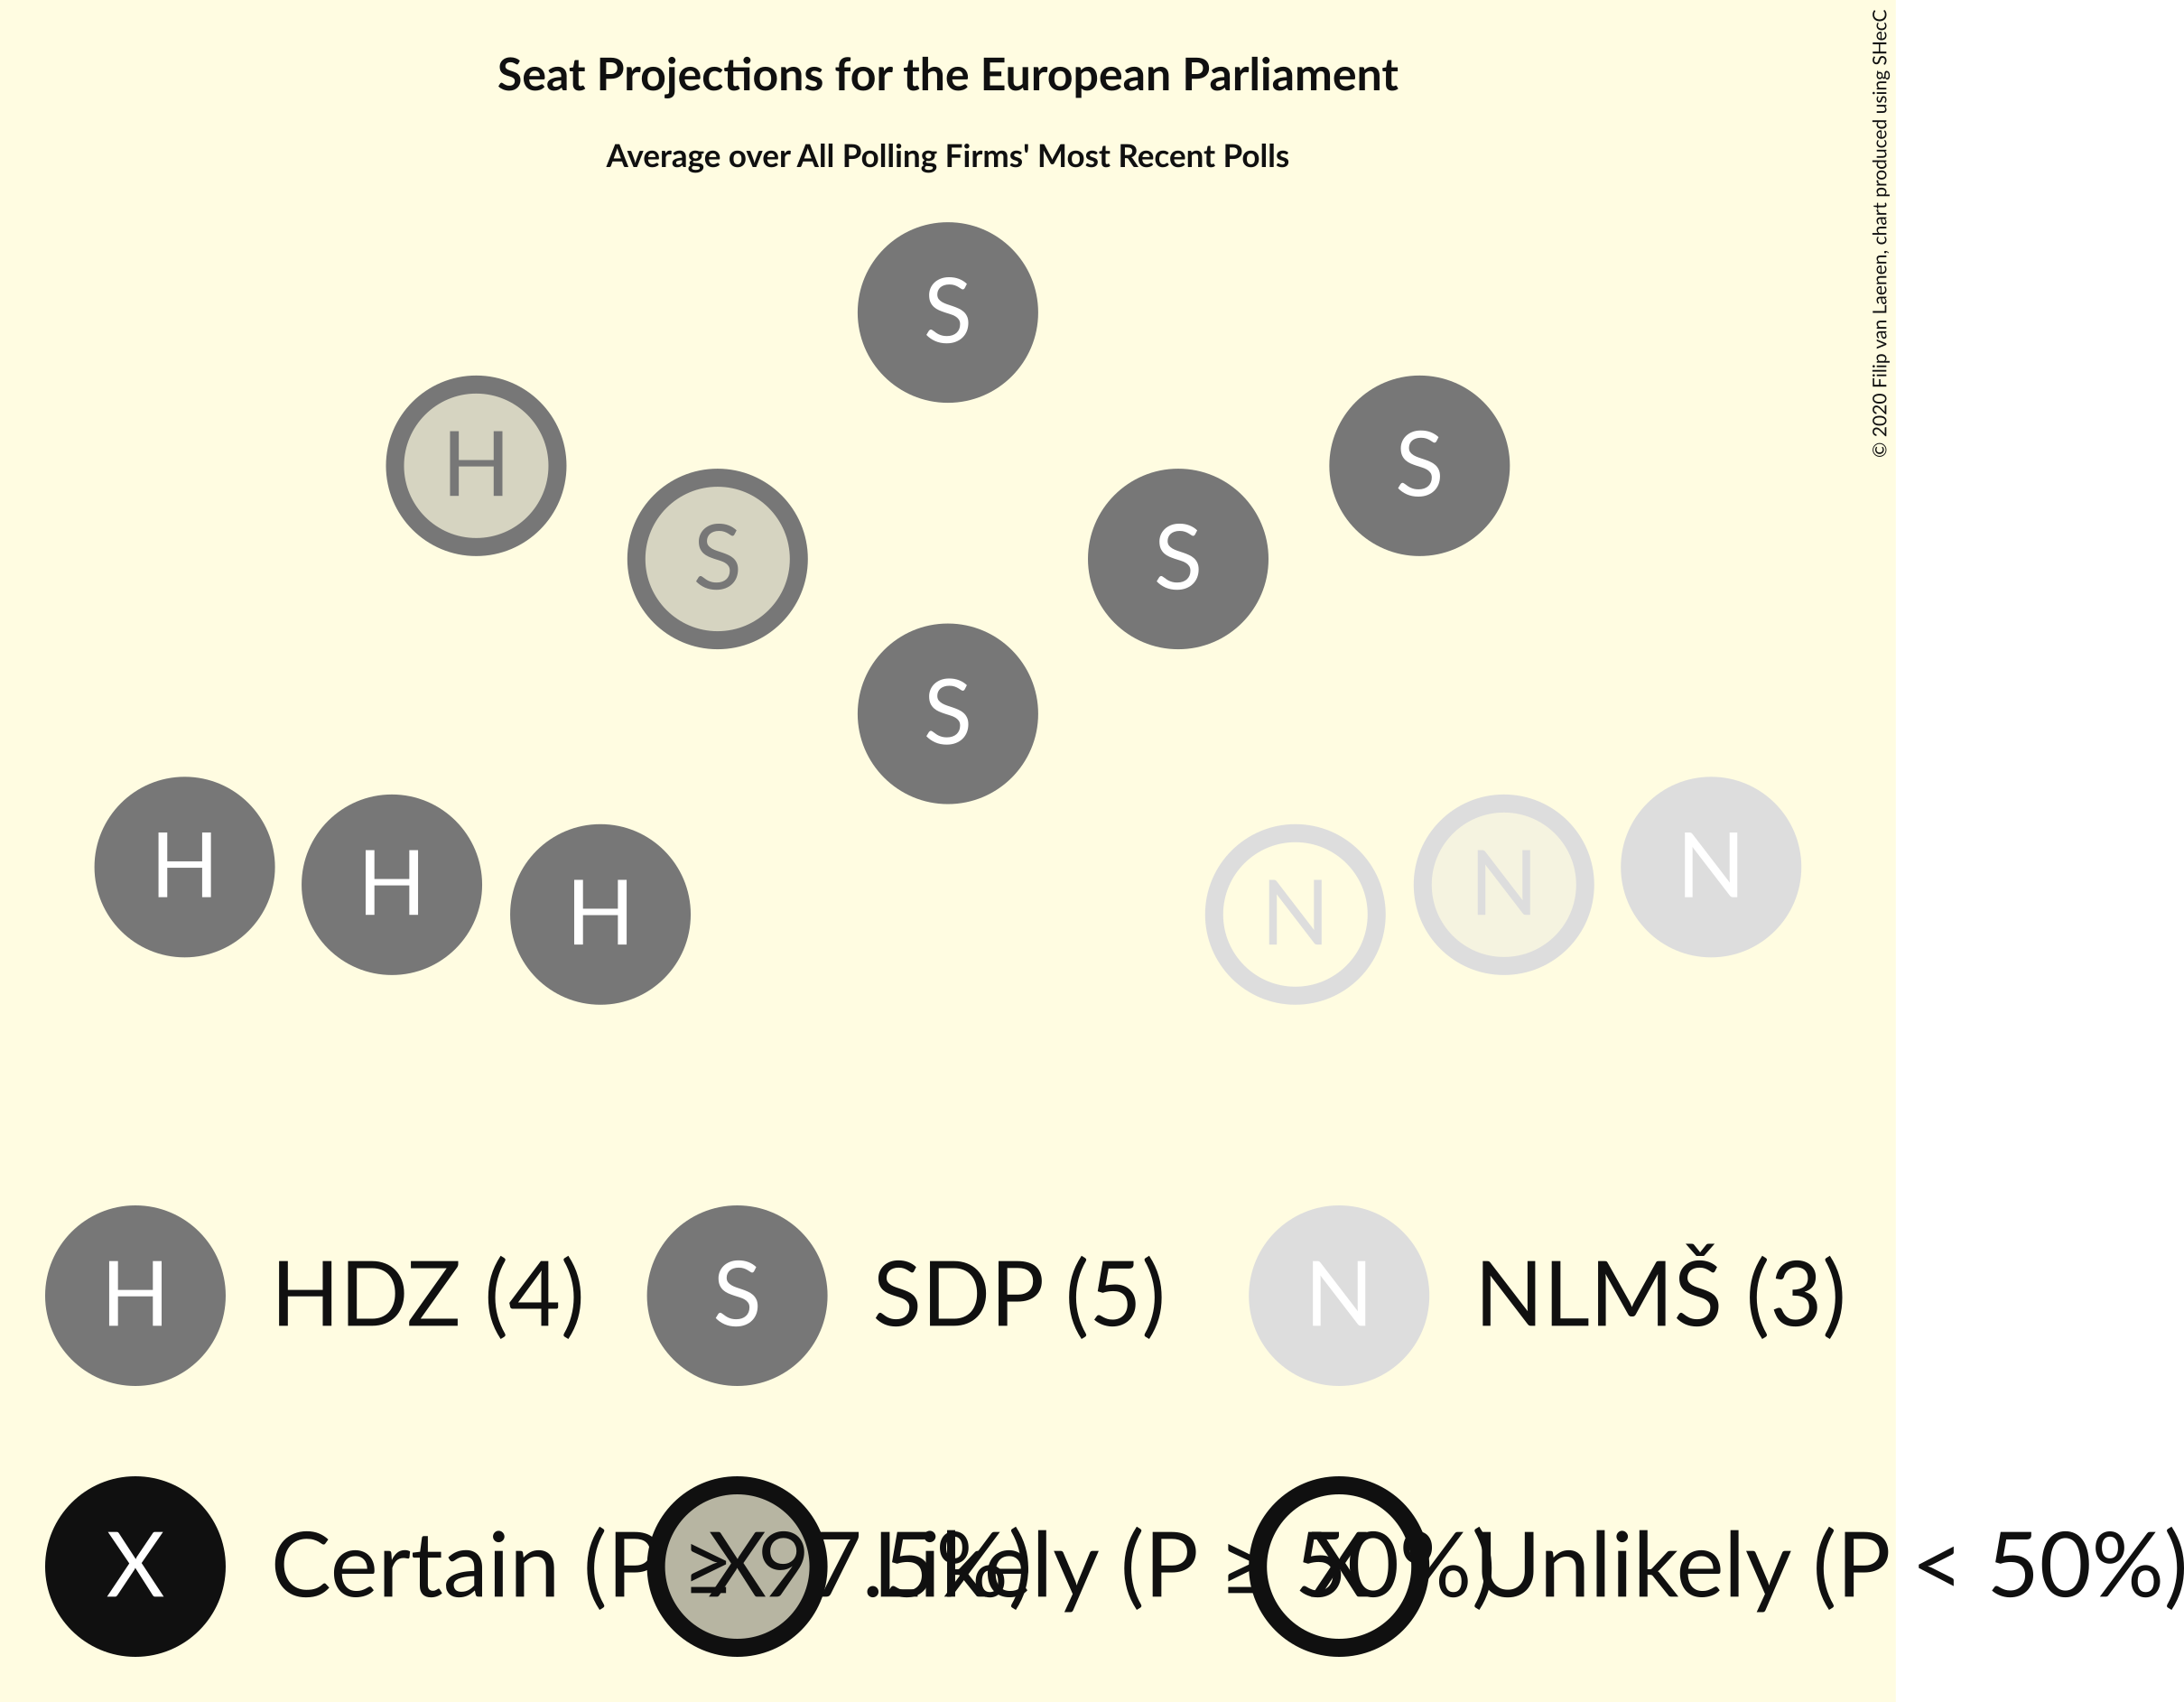 Seat Projections for the European Parliament
Average over All Polling Firms' Most Recent Polls
© 2020 Filip van Laenen, chart produced using SHecC
S
H
S
S
S
S
H
H
H
N
N
N
H HDZ (4) S SDP (5) N NLMŠ (3)
X Certain (P ≥ 97.5%) X Likely (P ≥ 50%) X Unlikely (P < 50%)